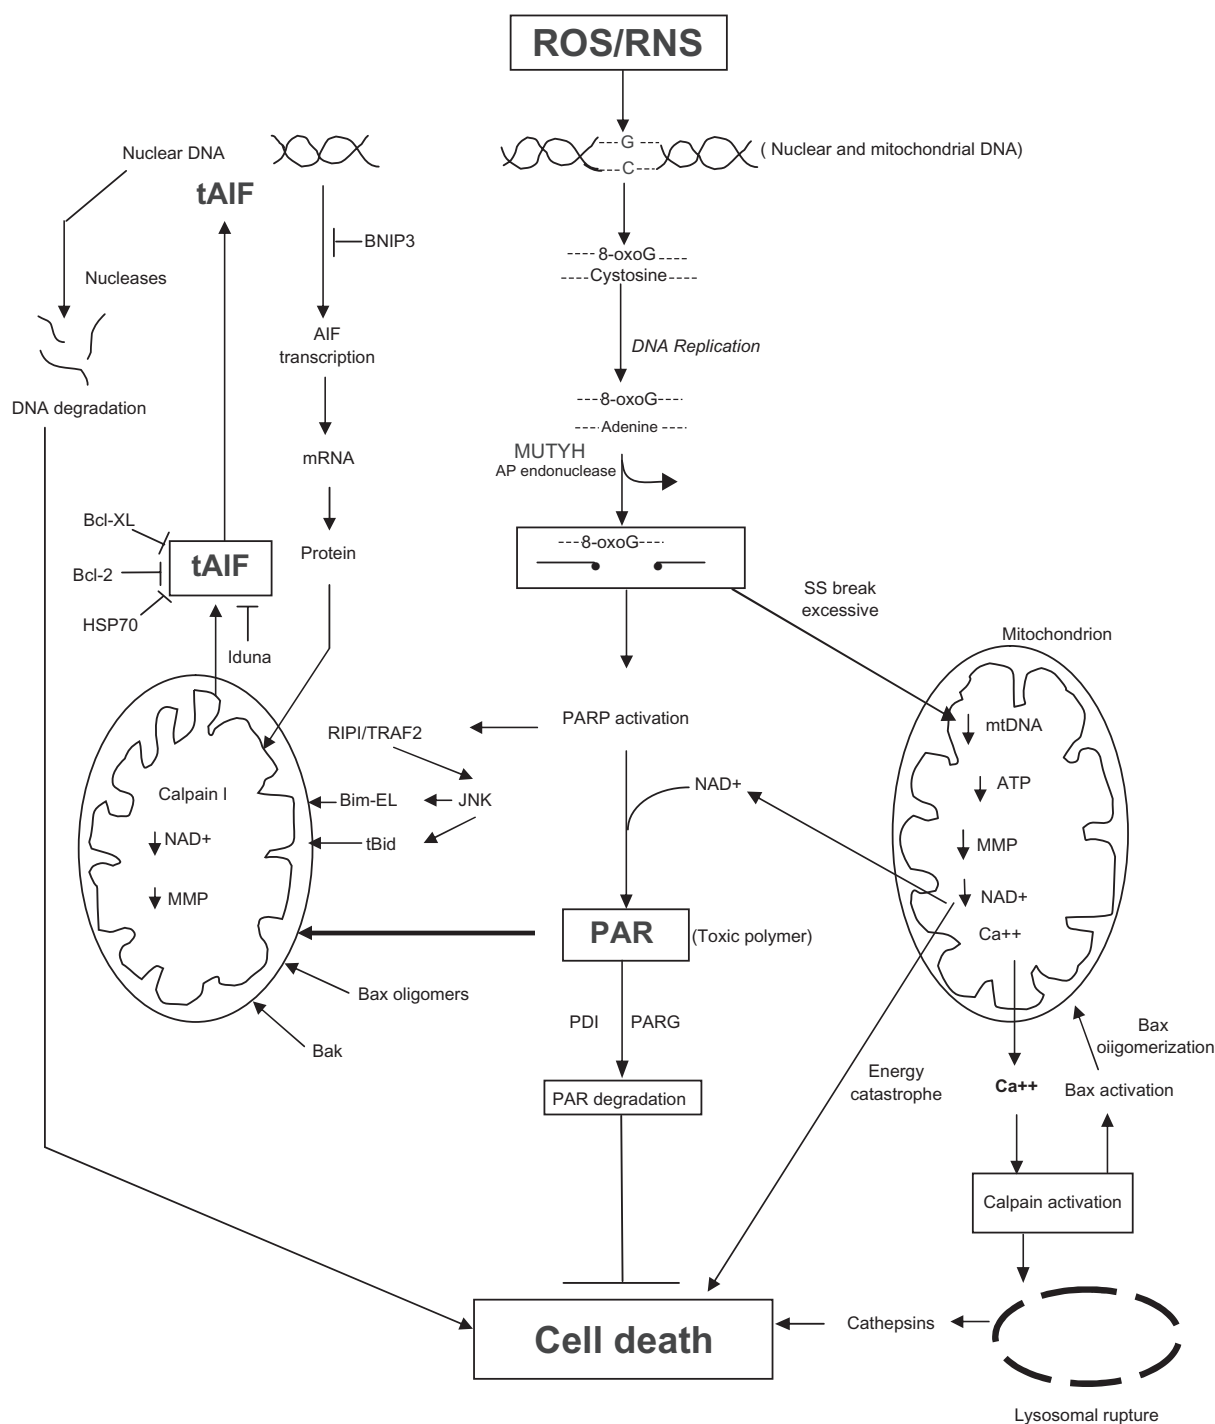 ROS/RNS
Nuclear DNA
G
C
( Nuclear and mitochondrial DNA)
tAIF
BNIP3
8-oxoG
Cystosine
Nucleases
AIF
transcription
DNA Replication
DNA degradation
8-oxoG
Adenine
mRNA
MUTYH
AP endonuclease
Bcl-XL
Protein
8-oxoG
tAIF
Bcl-2
HSP70
Iduna
SS break
excessive
Mitochondrion
PARP activation
RIPI/TRAF2
mtDNA
Calpain I
Bim-EL
JNK
NAD+
ATP
NAD+
tBid
MMP
MMP
NAD+
PAR
(Toxic polymer)
Ca++
Bax oligomers
PDI
PARG
Bak
Bax
oiigomerization
Energy
catastrophe
Ca++
Bax activation
PAR degradation
Calpain activation
Cell death
Cathepsins
Lysosomal rupture